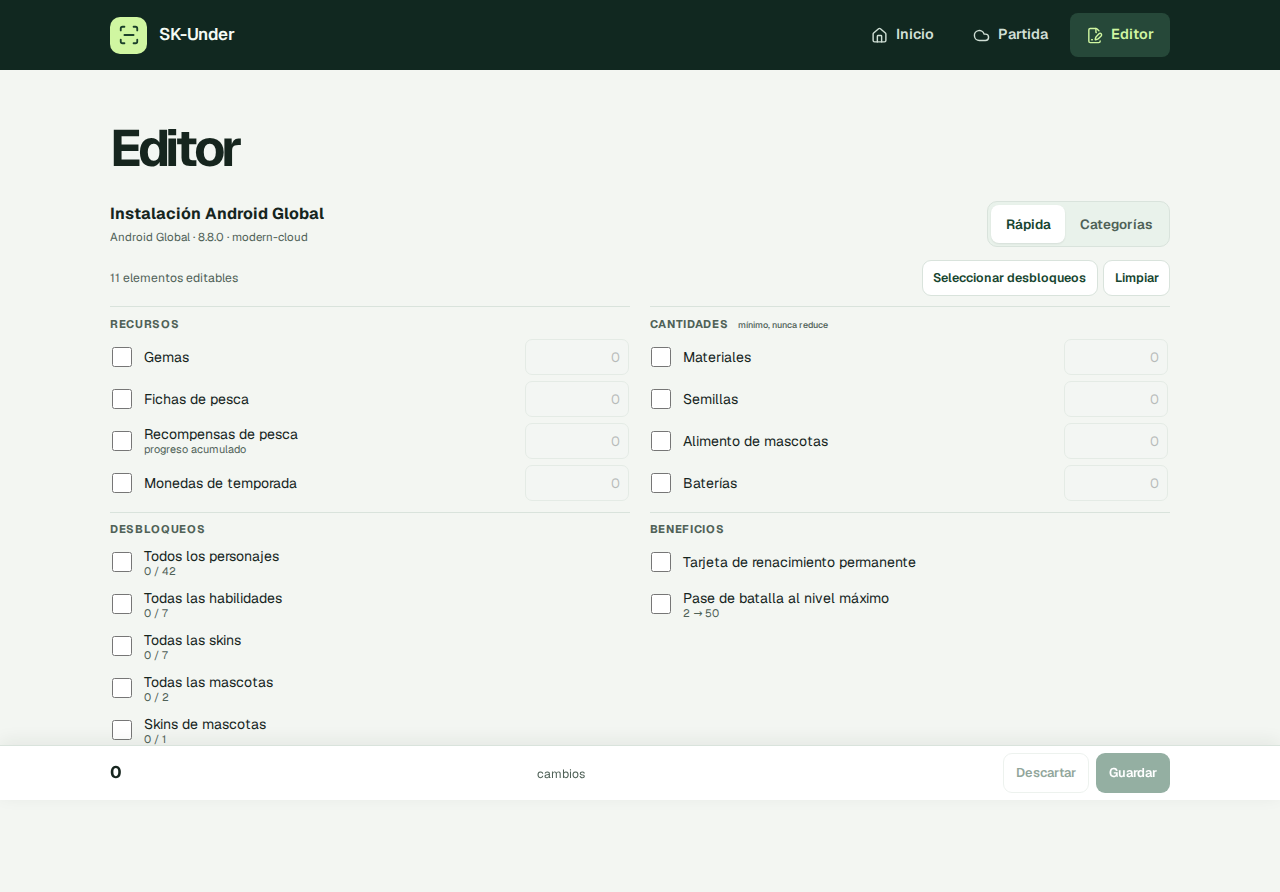 SK-Under
Inicio
Partida
Editor
Editor
Instalación Android Global
Android Global · 8.8.0 · modern-cloud
Rápida
Categorías
11 elementos editables
Seleccionar desbloqueos
Limpiar
RECURSOS
Gemas
0
Fichas de pesca
0
Recompensas de pesca
progreso acumulado
0
Monedas de temporada
0
CANTIDADES mínimo, nunca reduce
Materiales
0
Semillas
0
Alimento de mascotas
0
Baterías
0
DESBLOQUEOS
Todos los personajes
0 / 42
Todas las habilidades
0 / 7
Todas las skins
0 / 7
Todas las mascotas
0 / 2
Skins de mascotas
0 / 1
BENEFICIOS
Tarjeta de renacimiento permanente
Pase de batalla al nivel máximo
2 → 50
0
cambios
Descartar
Guardar